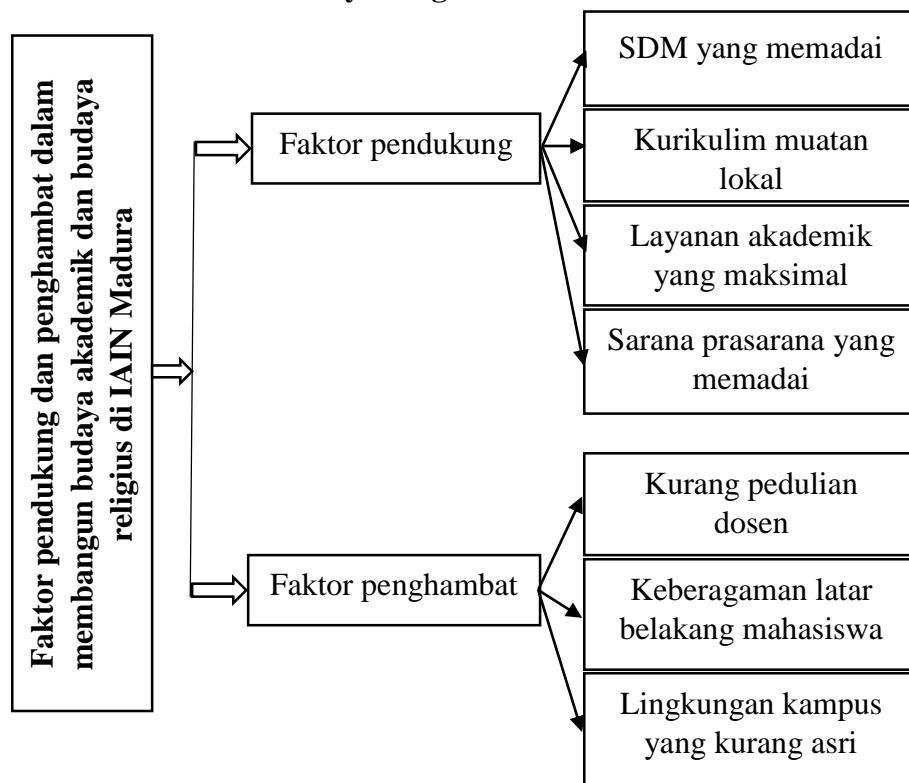 Faktor pendukung dan penghambat dalam
membangun budaya akademik dan budaya
religius di IAIN Madura
Faktor pendukung
SDM yang memadai
Kurikulim muatan
lokal
Layanan akademik
yang maksimal
Sarana prasarana yang
memadai
Faktor penghambat
Kurang pedulian
dosen
Keberagaman latar
belakang mahasiswa
Lingkungan kampus
yang kurang asri